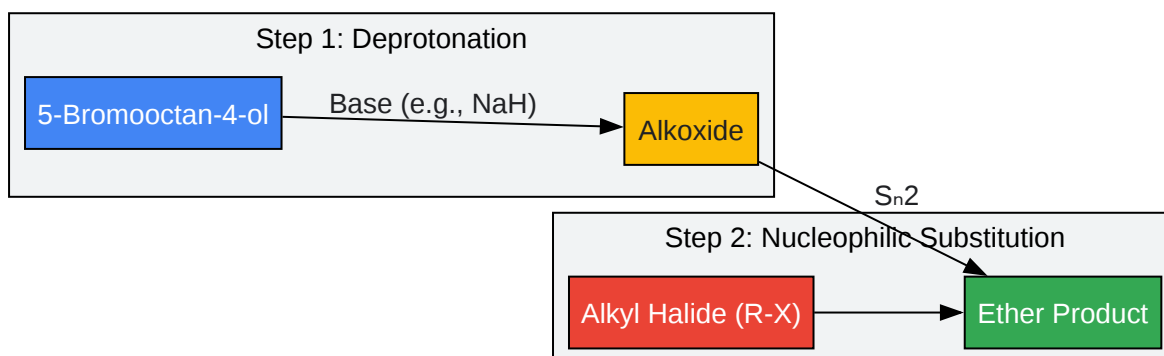 Step 1: Deprotonation
5-Bromooctan-4-ol
Base (e.g., NaH)
Alkoxide
Sₙ2
Step 2: Nucleophilic Substitution
Alkyl Halide (R-X)
Ether Product